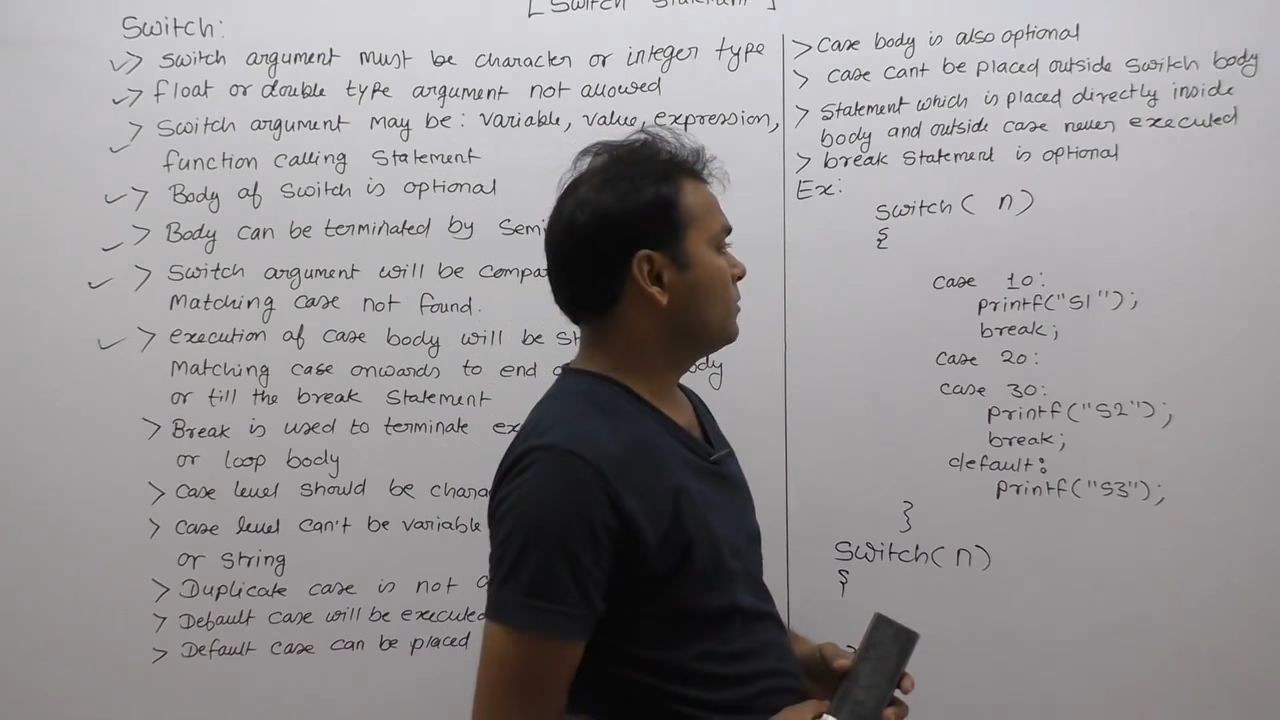 [ Switch Statement ]
Switch:
> Switch argument must be character or integer type
> float or double type argument not allowed
> Switch argument may be: variable, value, expression,
function calling Statement
> Body of Switch is optional
> Body can be terminated by
> Switch argument will be
Matching case not found.
> execution of case body will be
Matching case onwards to end
or till the break Statement
> Break is used to terminate
or loop body
> Case level should be
> Case level can't be variable
or string
> Duplicate case is not
> Default case will be executed
> Default case can be placed
> Case body is also optional
> case cant be placed outside Switch body
> Statement which is placed directly inside
body and outside case never executed
> break Statement is optional
Ex:
Switch( n)
{
case 10:
printf("S1");
break;
case 20:
case 30:
printf("S2");
break;
default:
printf("S3");
}
Switch( n)
{